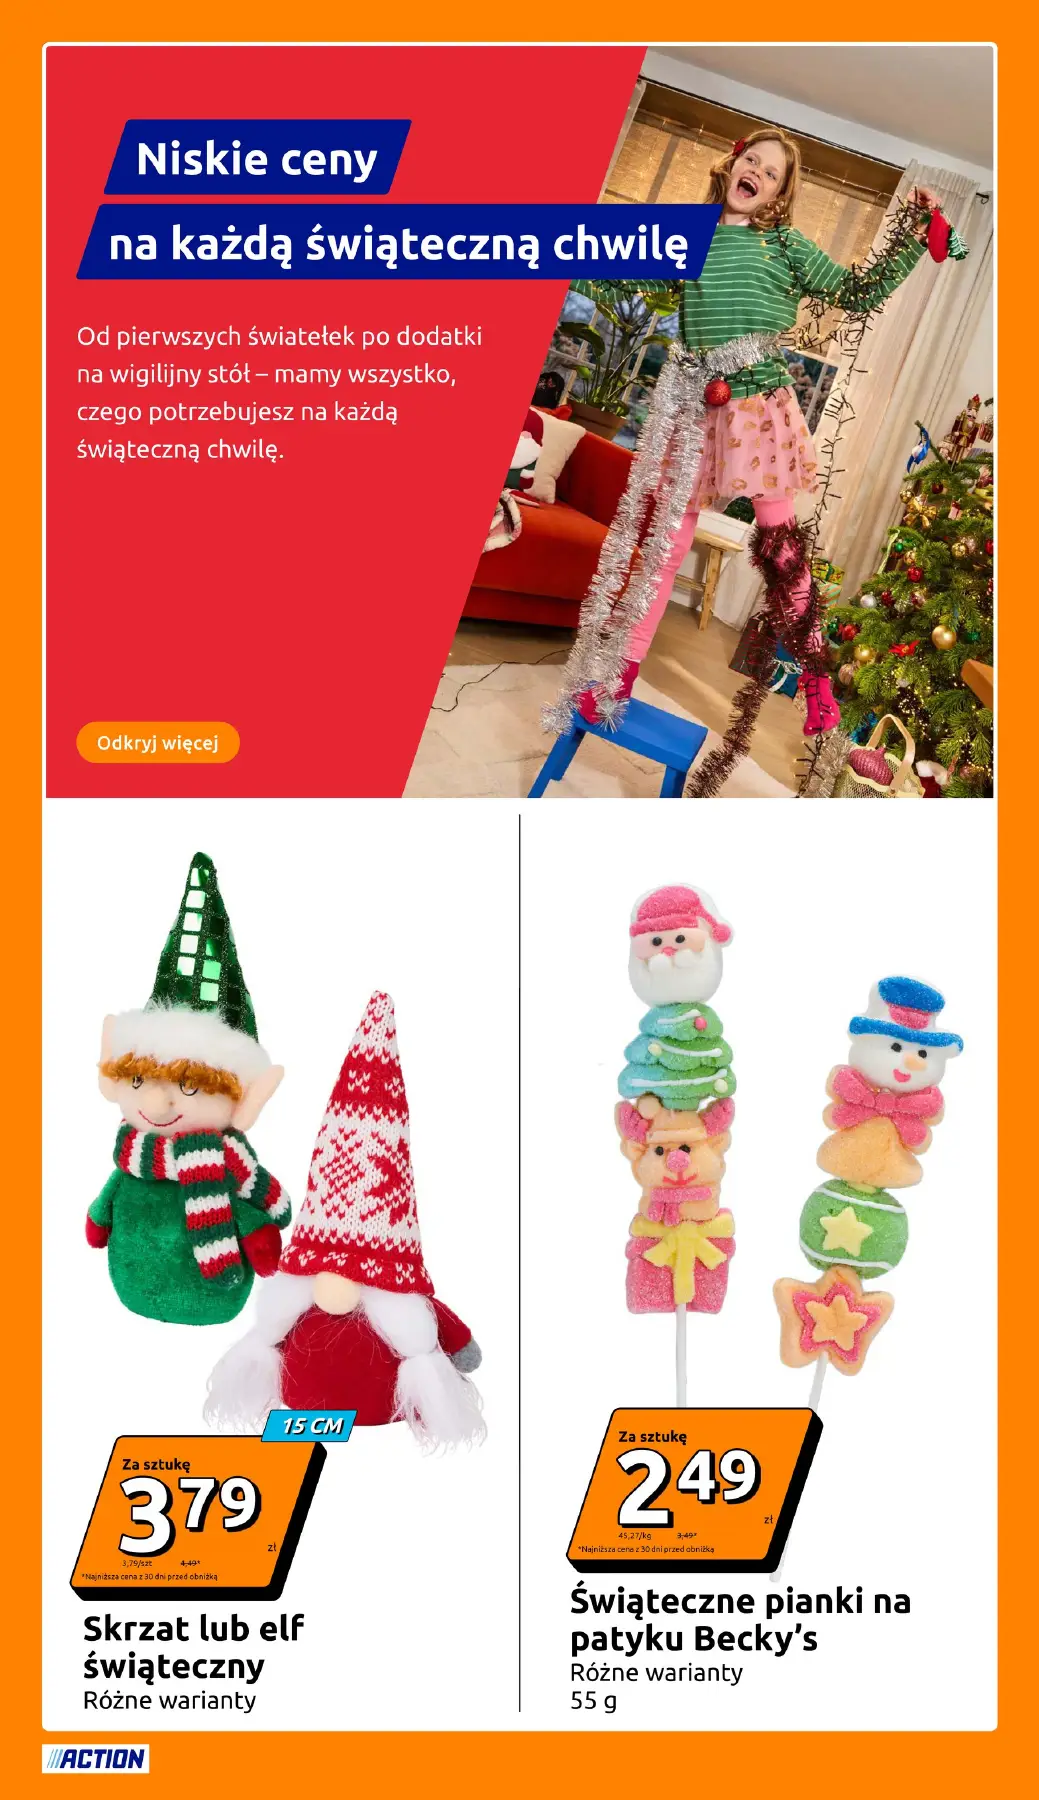 Niskie ceny
na każdą świąteczną chwilę
Od pierwszych światełek po dodatki
na wigilijny stół – mamy wszystko,
czego potrzebujesz na każdą
świąteczną chwilę.
Odkryj więcej
15 CM
Za sztukę
3 79
zł
3,79/szt 4,49*
*Najniższa cena z 30 dni przed obniżką
Skrzat lub elf
świąteczny
Różne warianty
Za sztukę
2 49
zł
45,27/kg 3,49*
*Najniższa cena z 30 dni przed obniżką
Świąteczne pianki na
patyku Becky's
Różne warianty
55 g
ACTION